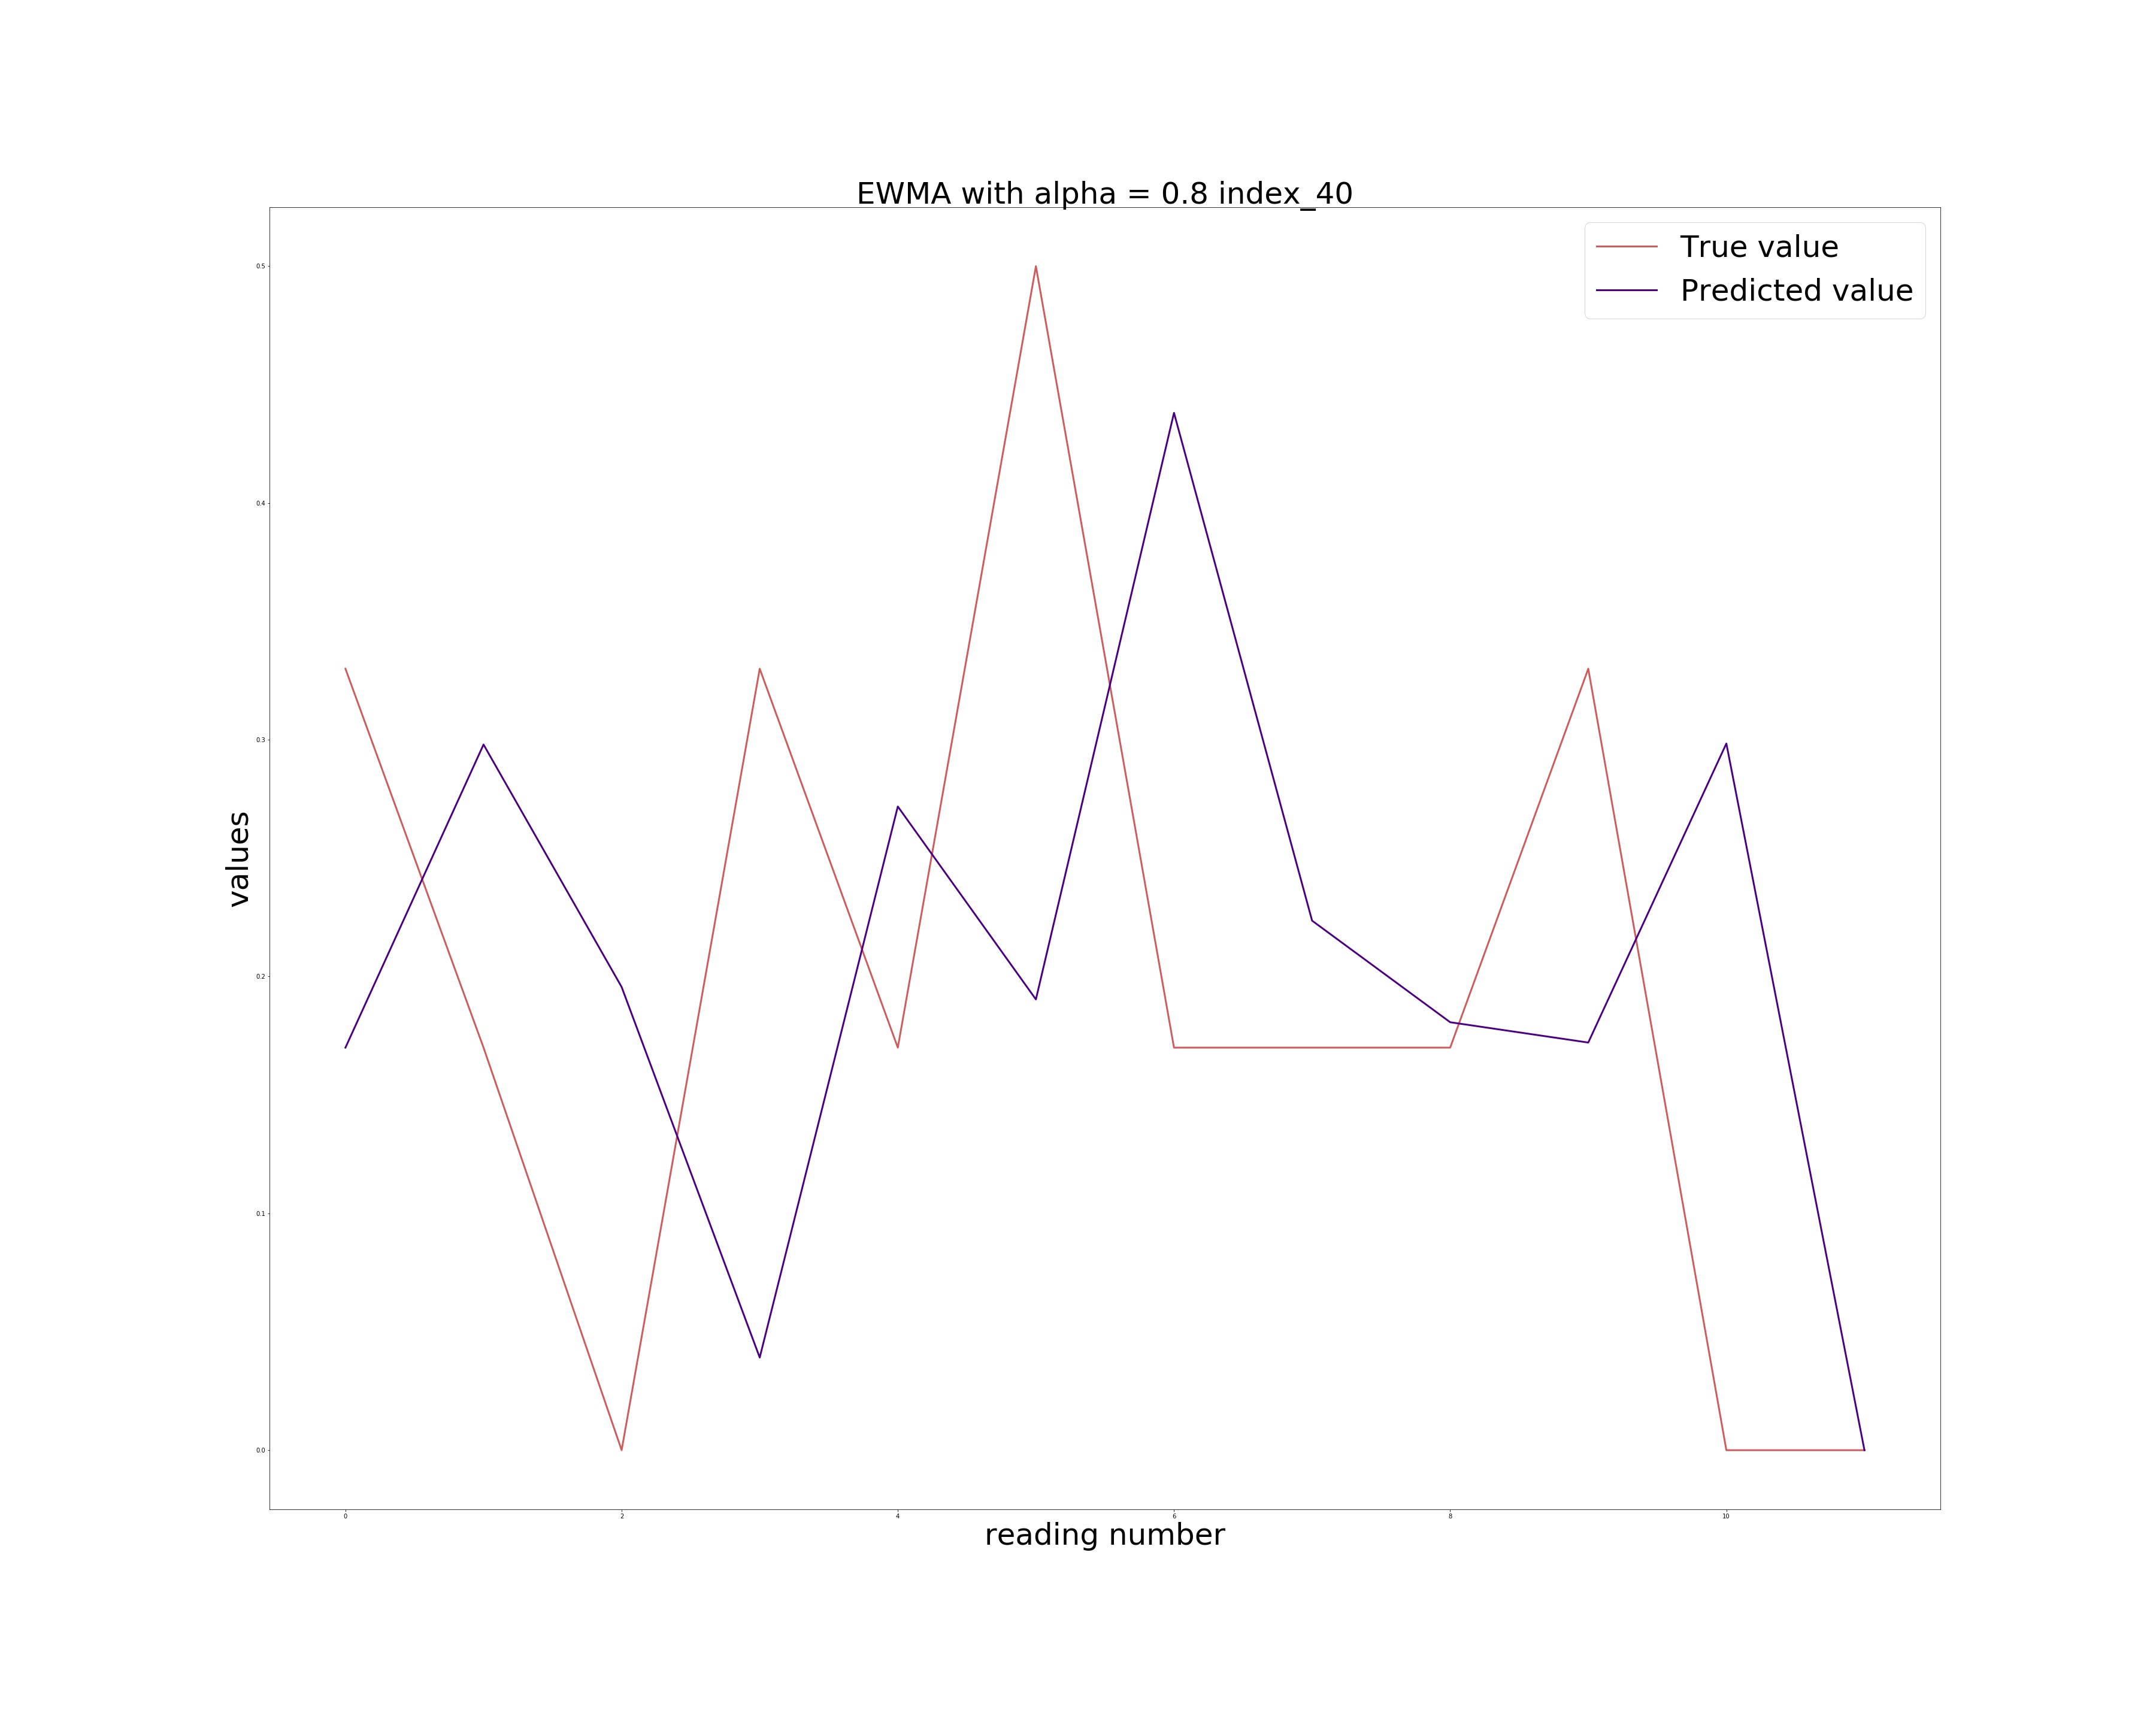 EWMA with alpha = 0.8 index_40
True value
Predicted value
values
0.5
0.4
0.3
0.2
0.1
0.0
0 2 4 6 8 10
reading number